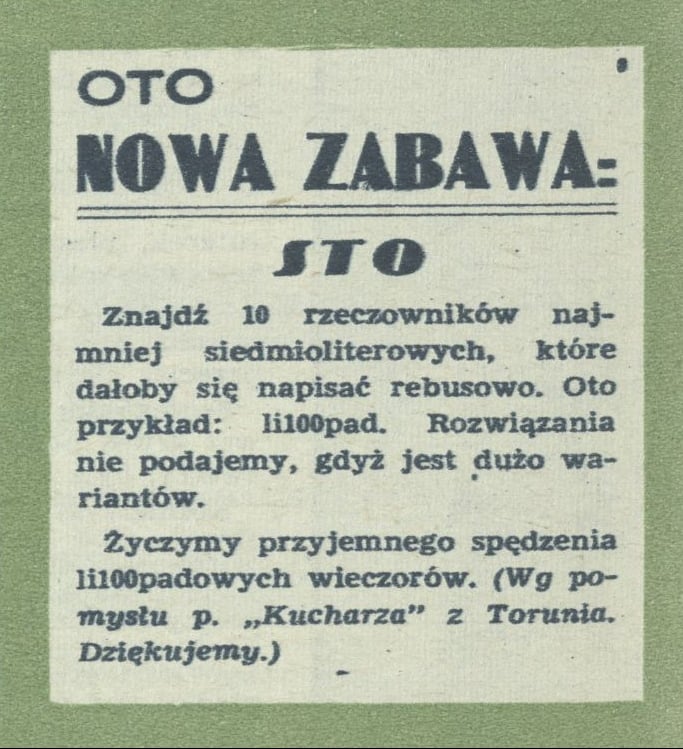 OTO
NOWA ZABAWA:
STO
Znajdź 10 rzeczowników naj-
mniej siedmioliterowych, które
dałoby się napisać rebusowo. Oto
przykład: li100pad. Rozwiązania
nie podajemy, gdyż jest dużo wa-
riantów.
Życzymy przyjemnego spędzenia
li100padowych wieczorów. (Wg po-
mysłu p. „Kucharza” z Torunia.
Dziękujemy.)